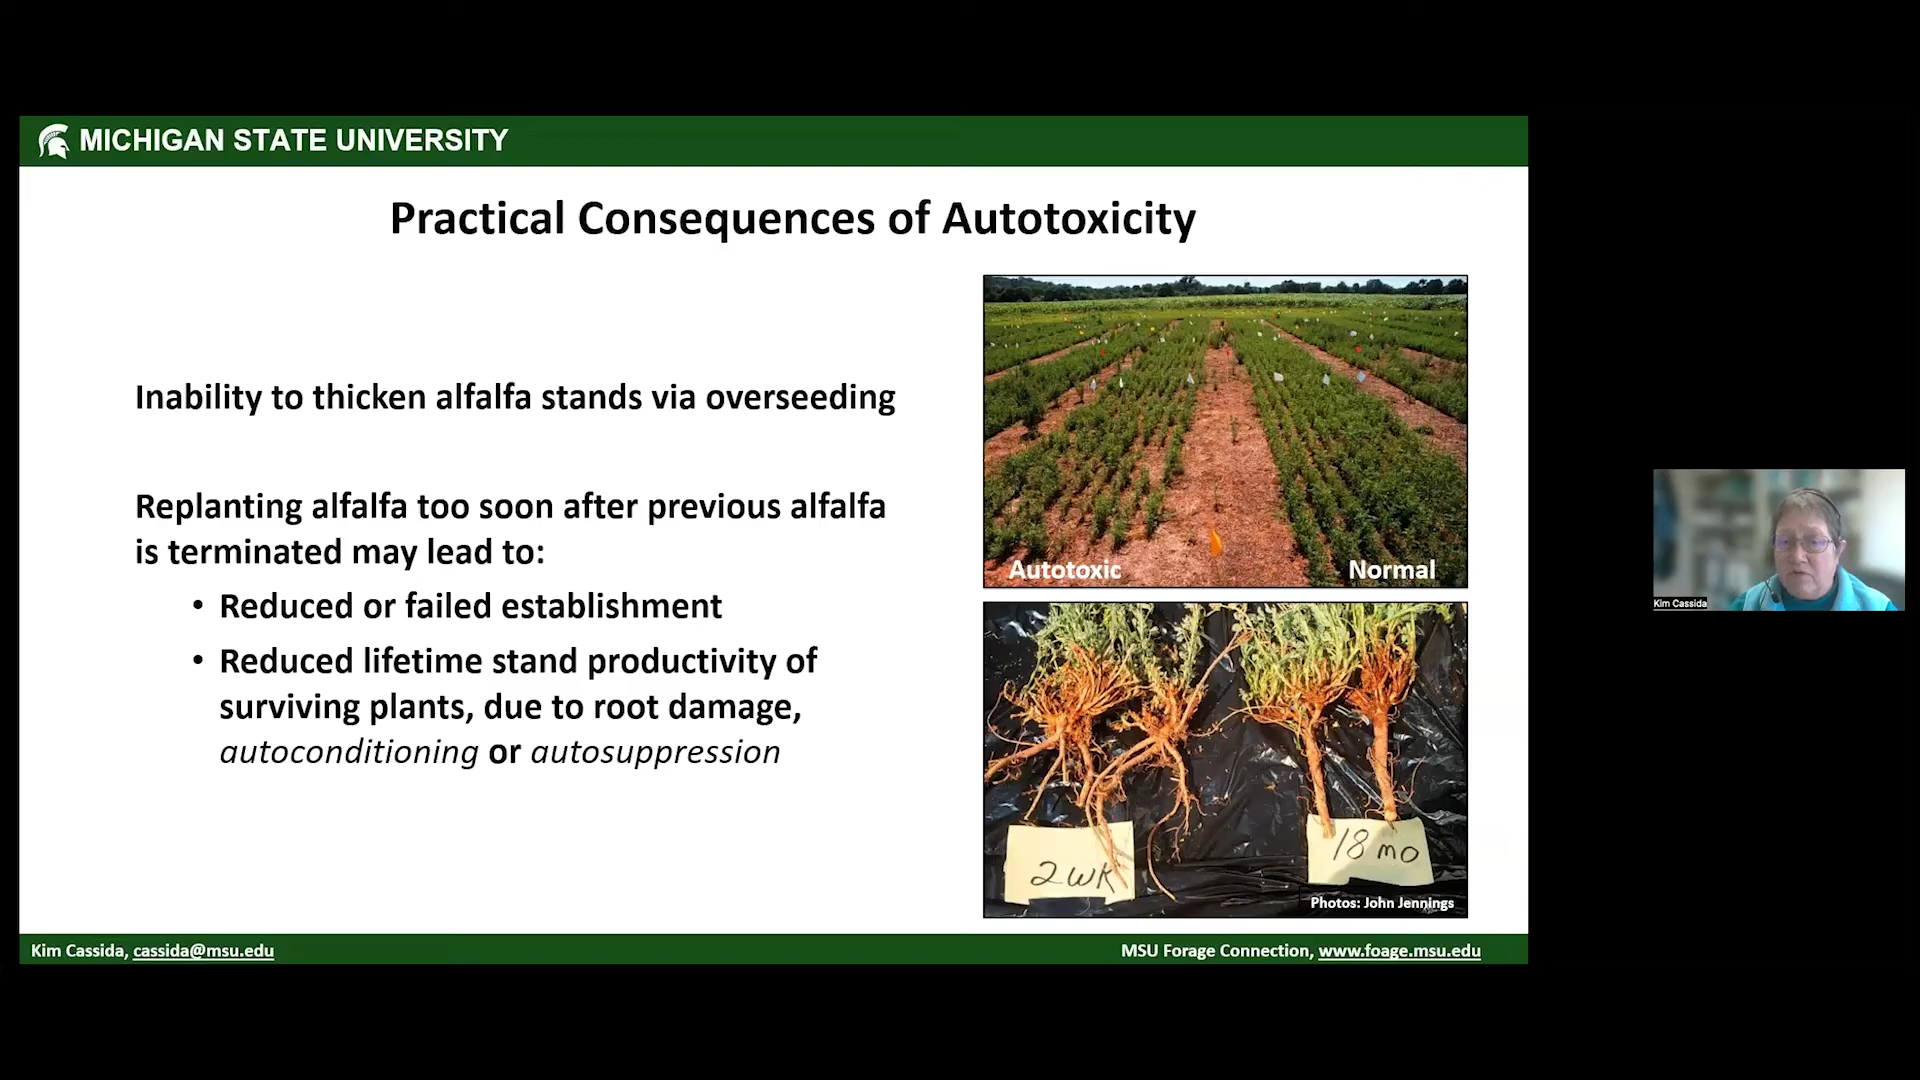 MICHIGAN STATE UNIVERSITY
Practical Consequences of Autotoxicity
Inability to thicken alfalfa stands via overseeding
Replanting alfalfa too soon after previous alfalfa
is terminated may lead to:
• Reduced or failed establishment
• Reduced lifetime stand productivity of
surviving plants, due to root damage,
autoconditioning or autosuppression
Autotoxic
Normal
2wk
18 mo
Photos: John Jennings
Kim Cassida, cassida@msu.edu
MSU Forage Connection, www.foage.msu.edu
Kim Cassida